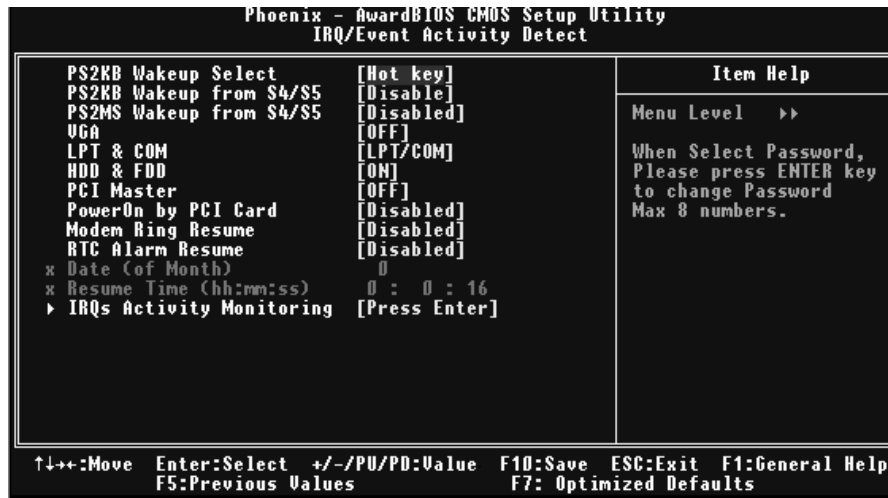 Phoenix - AwardBIOS CMOS Setup Utility
IRQ/Event Activity Detect
PS2KB Wakeup Select [Hot key]
PS2KB Wakeup from S4/S5 [Disable]
PS2MS Wakeup from S4/S5 [Disabled]
VGA [OFF]
LPT & COM [LPT/COM]
HDD & FDD [ON]
PCI Master [OFF]
PowerOn by PCI Card [Disabled]
Modem Ring Resume [Disabled]
RTC Alarm Resume [Disabled]
x Date (of Month) 0
x Resume Time (hh:mm:ss) 0 : 0 : 16
▸ IRQs Activity Monitoring [Press Enter]
Item Help
Menu Level ▸▸
When Select Password,
Please press ENTER key
to change Password
Max 8 numbers.
↑↓→←:Move Enter:Select +/-/PU/PD:Value F10:Save ESC:Exit F1:General Help
F5:Previous Values F7: Optimized Defaults